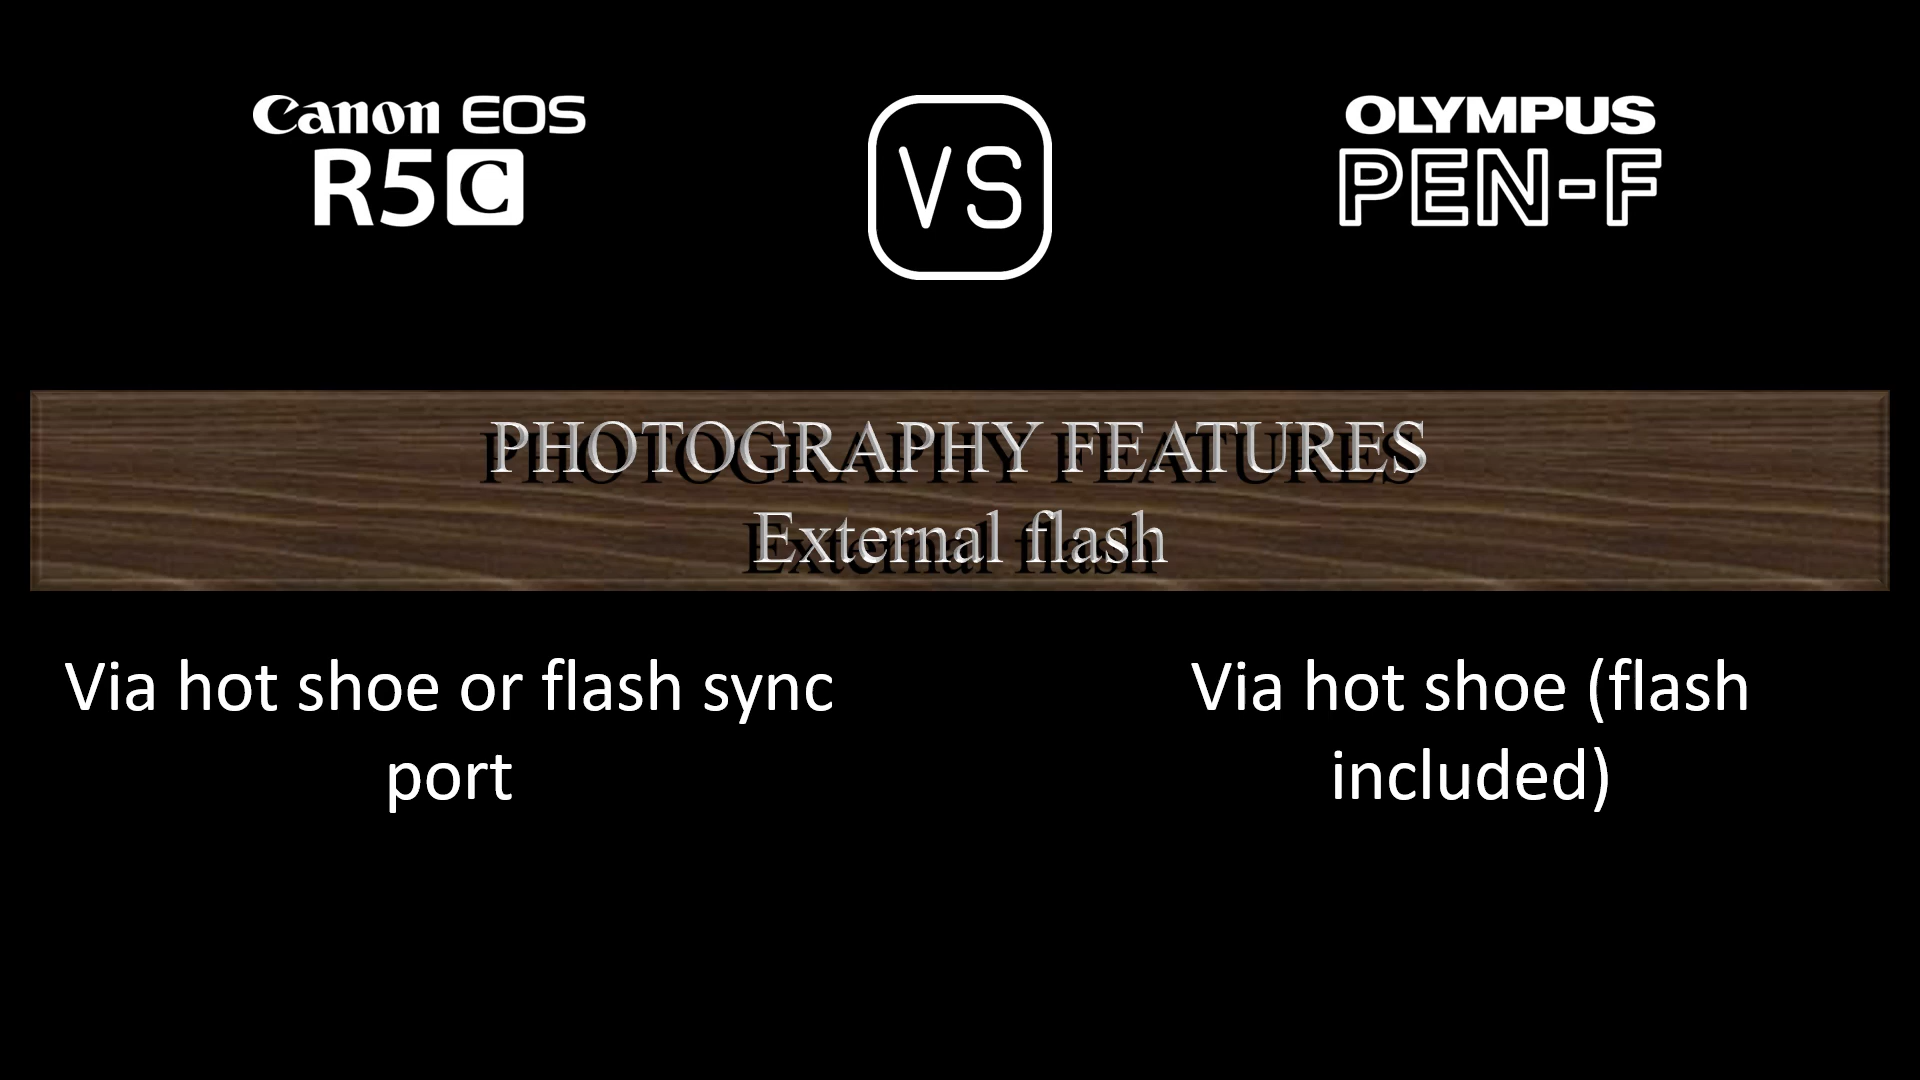 Canon EOS
R5 C
VS
OLYMPUS
PEN-F
PHOTOGRAPHY FEATURES
External flash
Via hot shoe or flash sync
port
Via hot shoe (flash
included)